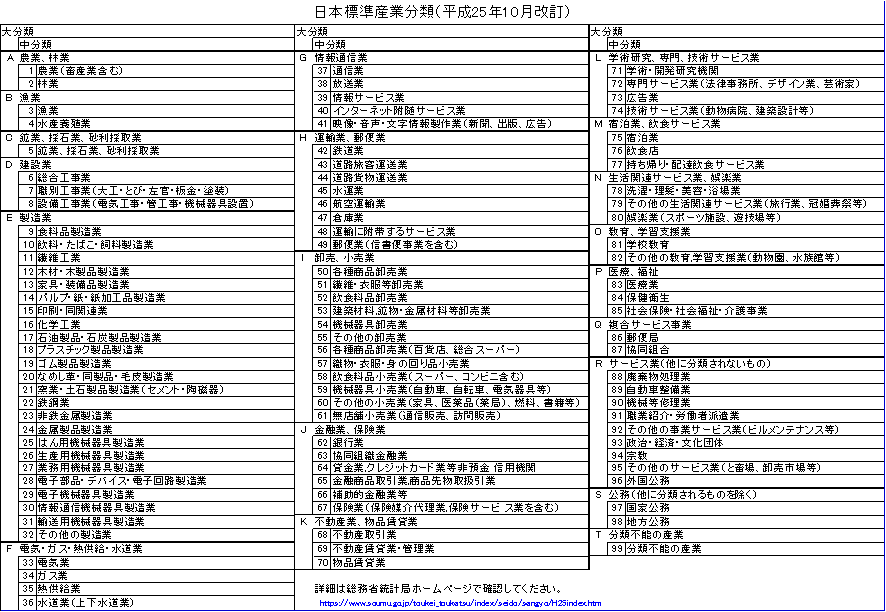 日本標準産業分類(平成25年10月改訂)
大分類
中分類
A 農業、林業
1 農業(畜産業含む)
2 林業
B 漁業
3 漁業
4 水産養殖業
C 鉱業、採石業、砂利採取業
5 鉱業、採石業、砂利採取業
D 建設業
6 総合工事業
7 職別工事業(大工・とび・左官・板金・塗装)
8 設備工事業(電気工事・管工事・機械器具設置)
E 製造業
9 食料品製造業
10 飲料・たばこ・飼料製造業
11 繊維工業
12 木材・木製品製造業
13 家具・装備品製造業
14 パルプ・紙・紙加工品製造業
15 印刷・同関連業
16 化学工業
17 石油製品・石炭製品製造業
18 プラスチック製品製造業
19 ゴム製品製造業
20 なめし革・同製品・毛皮製造業
21 窯業・土石製品製造業(セメント・陶磁器)
22 鉄鋼業
23 非鉄金属製造業
24 金属製品製造業
25 はん用機械器具製造業
26 生産用機械器具製造業
27 業務用機械器具製造業
28 電子部品・デバイス・電子回路製造業
29 電子機械器具製造業
30 情報通信機械器具製造業
31 輸送用機械器具製造業
32 その他の製造業
F 電気・ガス・熱供給・水道業
33 電気業
34 ガス業
35 熱供給業
36 水道業(上下水道業)
大分類
中分類
G 情報通信業
37 通信業
38 放送業
39 情報サービス業
40 インターネット附随サービス業
41 映像・音声・文字情報製作業(新聞、出版、広告)
H 運輸業、郵便業
42 鉄道業
43 道路旅客運送業
44 道路貨物運送業
45 水運業
46 航空運輸業
47 倉庫業
48 運輸に附帯するサービス業
49 郵便業(信書便事業を含む)
I 卸売、小売業
50 各種商品卸売業
51 繊維・衣服等卸売業
52 飲食料品卸売業
53 建築材料,鉱物・金属材料等卸売業
54 機械器具卸売業
55 その他の卸売業
56 各種商品卸売業(百貨店、総合スーパー)
57 織物・衣服・身の回り品小売業
58 飲食料品小売業(スーパー、コンビニ含む)
59 機械器具小売業(自動車、自転車、電気器具等)
60 その他の小売業(家具、医薬品(薬局)、燃料、書籍等)
61 無店舗小売業(通信販売、訪問販売)
J 金融業、保険業
62 銀行業
63 協同組織金融業
64 貸金業,クレジットカード業等非預金 信用機関
65 金融商品取引業,商品先物取扱引業
66 補助的金融業等
67 保険業(保険媒介代理業,保険サービ ス業を含む)
K 不動産業、物品賃貸業
68 不動産取引業
69 不動産賃貸業・管理業
70 物品賃貸業
詳細は総務省統計局ホームページで確認してください。
https://www.soumu.go.jp/toukei_toukatsu/index/seido/sangyo/H25index.htm
大分類
中分類
L 学術研究、専門、技術サービス業
71 学術・開発研究機関
72 専門サービス業(法律事務所、デザイン業、芸術家)
73 広告業
74 技術サービス業(動物病院、建築設計等)
M 宿泊業、飲食サービス業
75 宿泊業
76 飲食店
77 持ち帰り・配達飲食サービス業
N 生活関連サービス業、娯楽業
78 洗濯・理髪・美容・浴場業
79 その他の生活関連サービス業(旅行業、冠婚葬祭等)
80 娯楽業(スポーツ施設、遊技場等)
O 教育、学習支援業
81 学校教育
82 その他の教育,学習支援業(動物園、水族館等)
P 医療、福祉
83 医療業
84 保健衛生
85 社会保険・社会福祉・介護事業
Q 複合サービス事業
86 郵便局
87 協同組合
R サービス業(他に分類されないもの)
88 廃棄物処理業
89 自動車整備業
90 機械等修理業
91 職業紹介・労働者派遣業
92 その他の事業サービス業(ビルメンテナンス等)
93 政治・経済・文化団体
94 宗教
95 その他のサービス業(と畜場、卸売市場等)
96 外国公務
S 公務(他に分類されるものを除く)
97 国家公務
98 地方公務
T 分類不能の産業
99 分類不能の産業